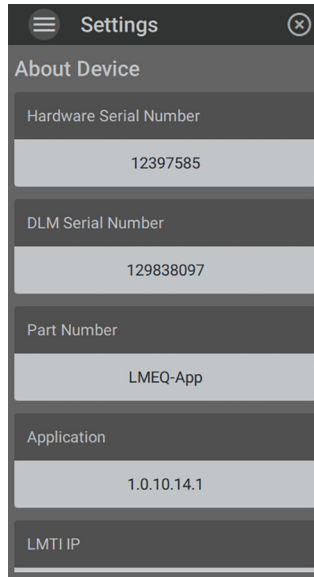 Settings
About Device
Hardware Serial Number
12397585
DLM Serial Number
129838097
Part Number
LMEQ-App
Application
1.0.10.14.1
LMTI IP